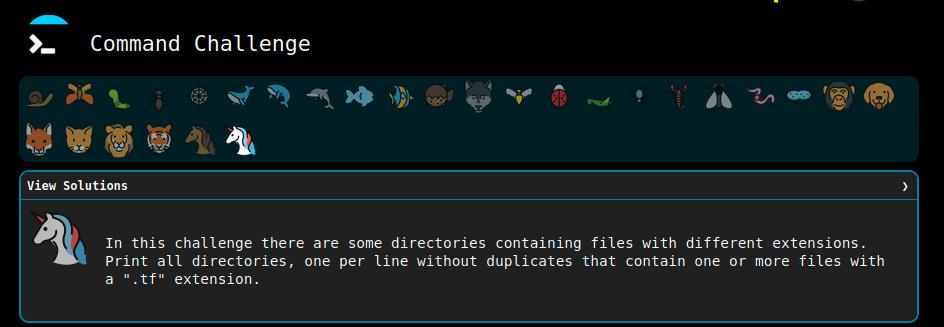 Command Challenge
View Solutions
In this challenge there are some directories containing files with different extensions.
Print all directories, one per line without duplicates that contain one or more files with
a ".tf" extension.